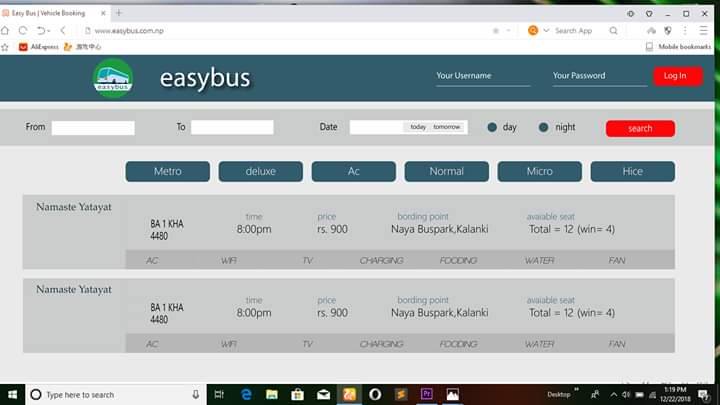 Easy Bus | Vehicle Booking
www.easybus.com.np
Search App
AliExpress 游戏中心
Mobile bookmarks
easybus
easybus
Your Username
Your Password
Log In
From
To
Date
today
tomorrow
day
night
search
Metro
deluxe
Ac
Normal
Micro
Hice
Namaste Yatayat
BA 1 KHA
4480
time
8:00pm
price
rs. 900
bording point
Naya Buspark,Kalanki
avaiable seat
Total = 12 (win= 4)
AC WIFI TV CHARGING FOODING WATER FAN
Namaste Yatayat
BA 1 KHA
4480
time
8:00pm
price
rs. 900
bording point
Naya Buspark,Kalanki
avaiable seat
Total = 12 (win= 4)
AC WIFI TV CHARGING FOODING WATER FAN
Type here to search
Desktop
1:19 PM
12/22/2018